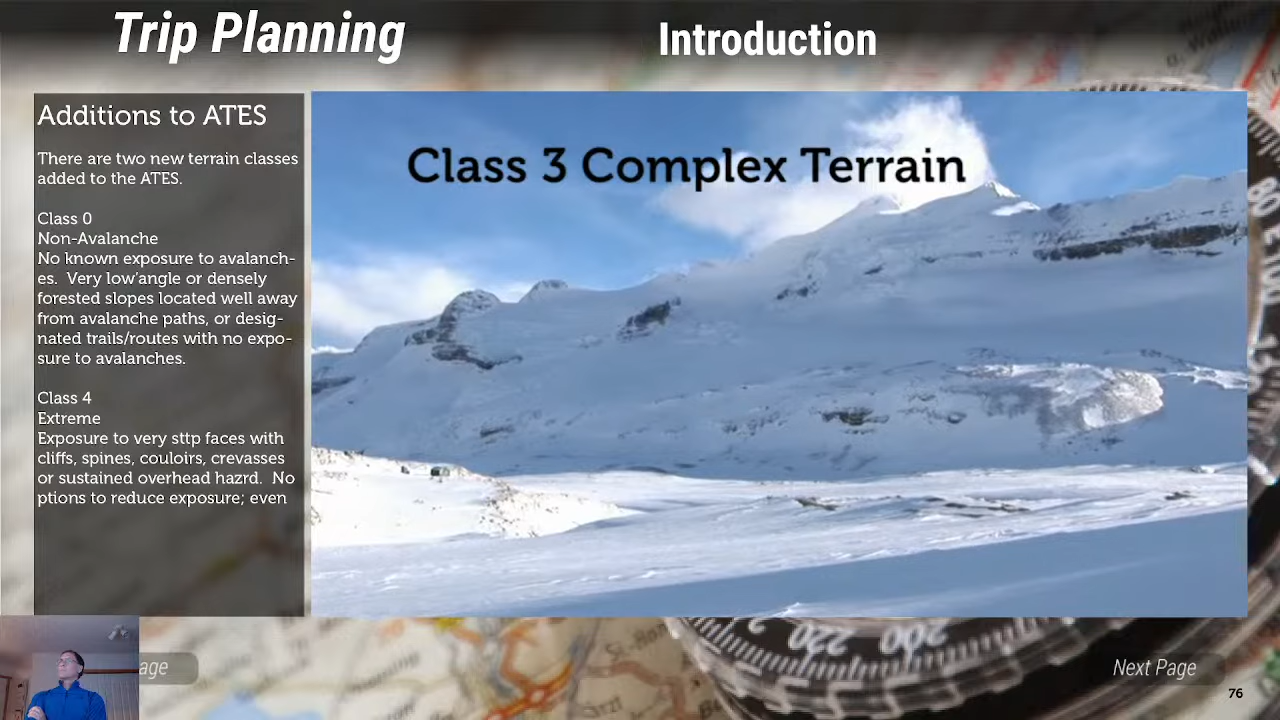 Trip Planning
Introduction
Additions to ATES
There are two new terrain classes
added to the ATES.
Class 0
Non-Avalanche
No known exposure to avalanch-
es.  Very low'angle or densely
forested slopes located well away
from avalanche paths, or desig-
nated trails/routes with no expo-
sure to avalanches.
Class 4
Extreme
Exposure to very sttp faces with
cliffs, spines, couloirs, crevasses
or sustained overhead hazrd.  No
ptions to reduce exposure; even
Class 3 Complex Terrain
80
220
200
age
Next Page
76